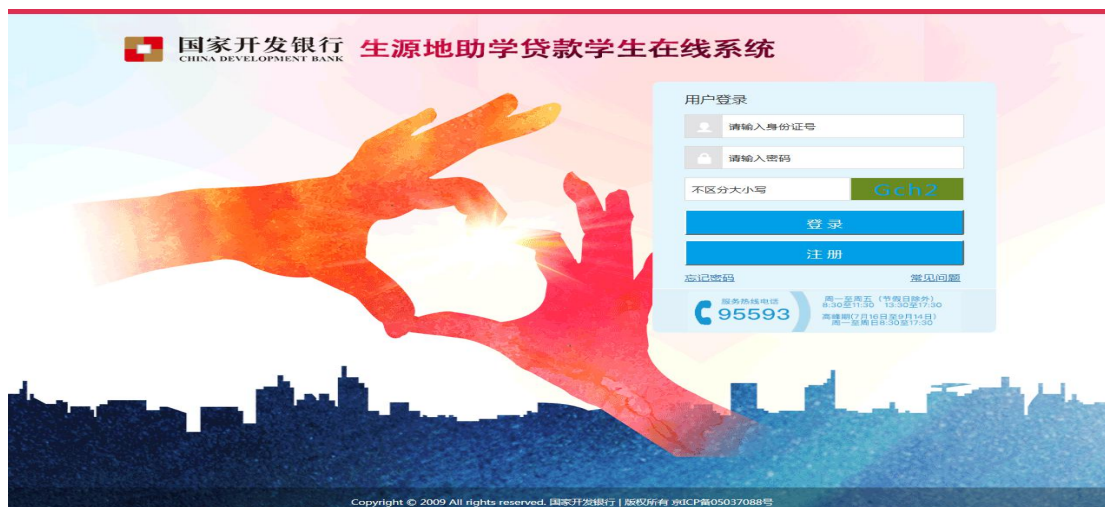 国家开发银行
CHINA DEVELOPMENT BANK
生源地助学贷款学生在线系统
用户登录
请输入身份证号
请输入密码
不区分大小写
Gch2
登 录
注 册
忘记密码
常见问题
服务热线电话
95593
周一至周五（节假日除外）
8:30至11:30 13:30至17:30
高峰期(7月16日至9月14日)
周一至周日8:30至17:30
Copyright © 2009 All rights reserved. 国家开发银行 | 版权所有 京ICP备05037088号